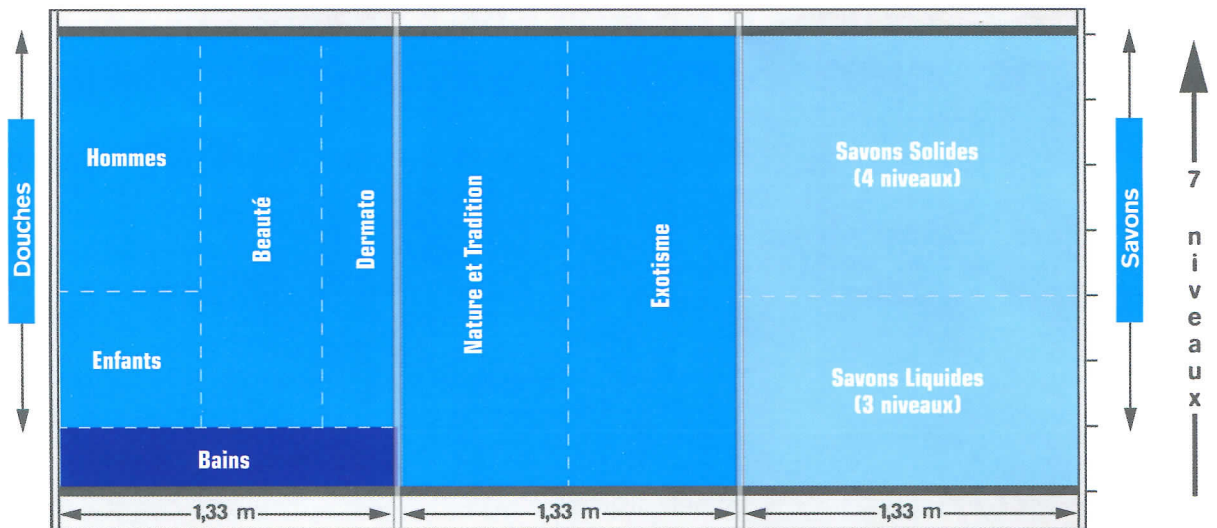 Douches
Hommes
Enfants
Beauté
Dermato
Bains
Nature et Tradition
Exotisme
Savons Solides
(4 niveaux)
Savons Liquides
(3 niveaux)
Savons
7 niveaux
1,33 m
1,33 m
1,33 m